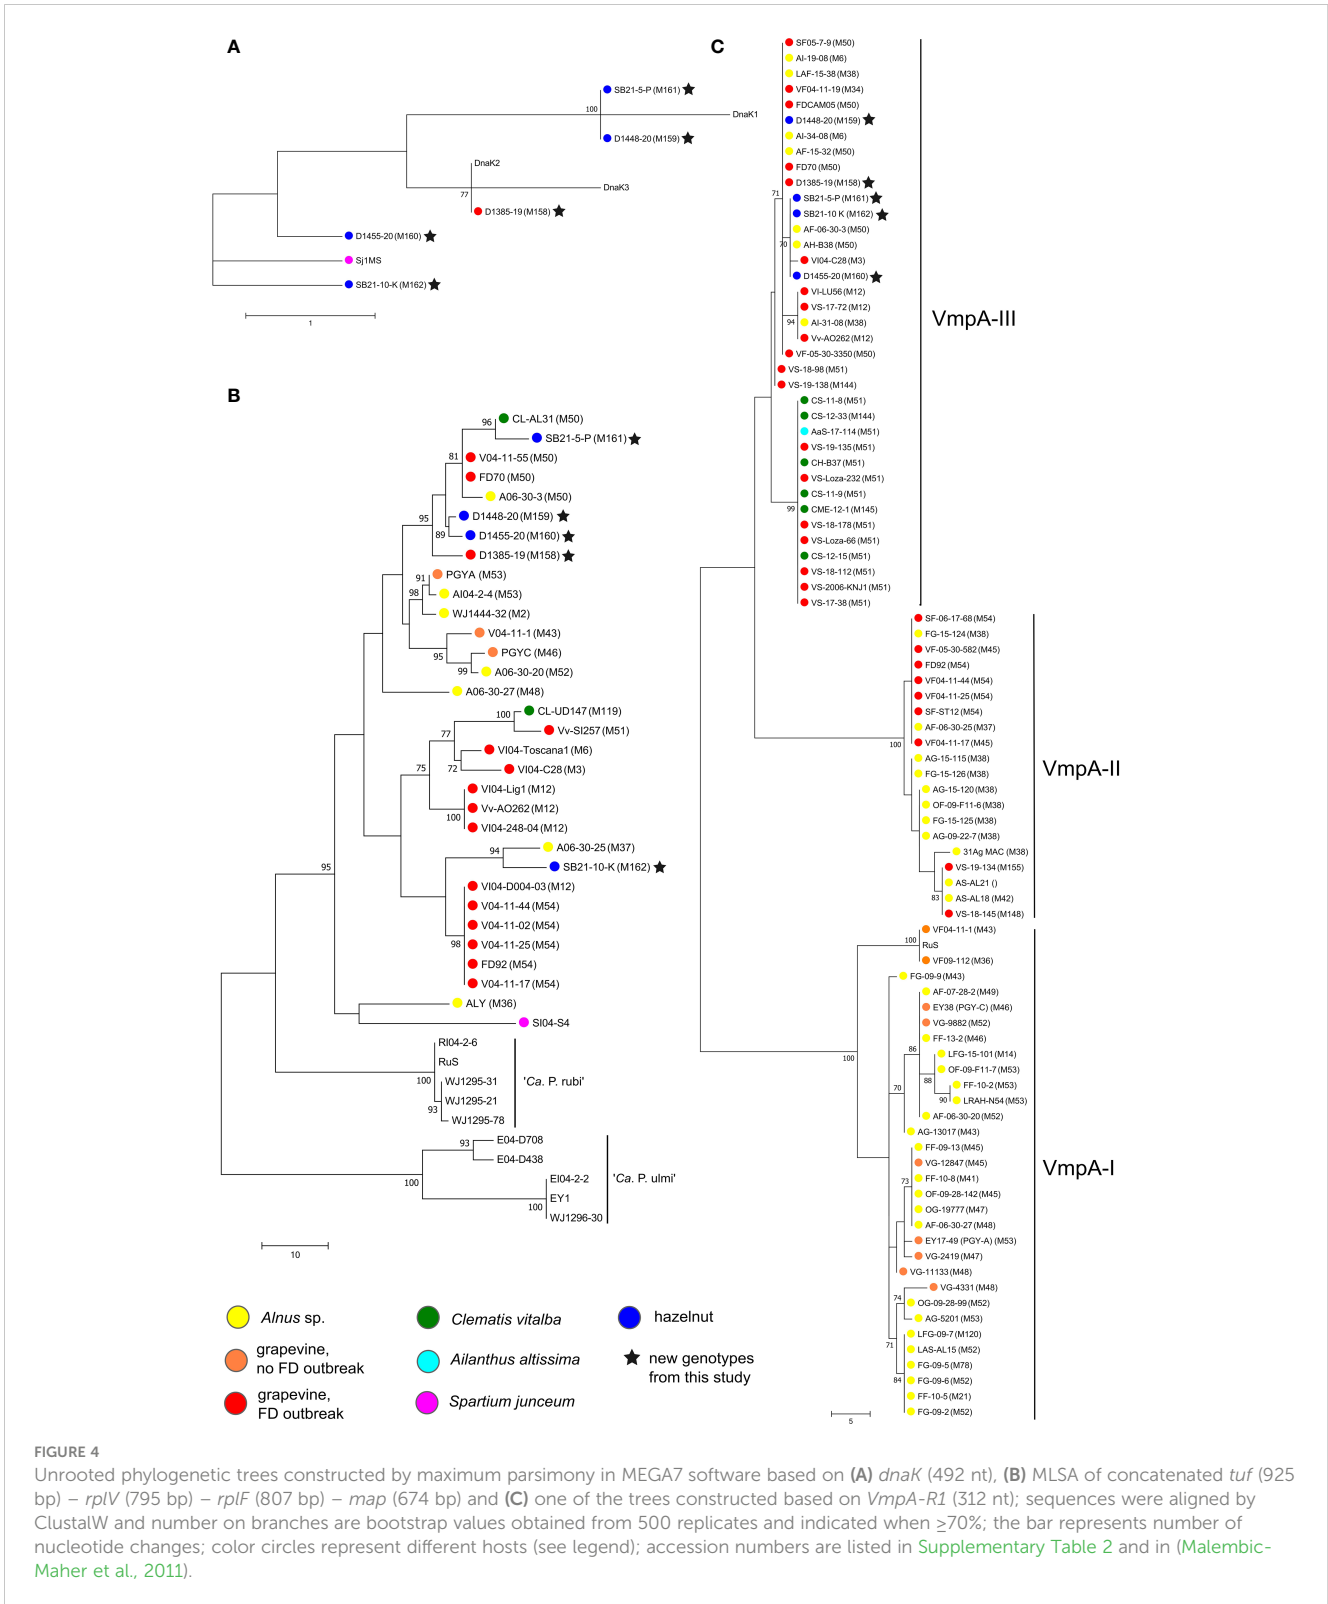 A
SB21-5-P (M161)
100
DnaK1
D1448-20 (M159)
DnaK2
77
DnaK3
D1385-19 (M158)
D1455-20 (M160)
Sj1MS
SB21-10-K (M162)
1
B
96
CL-AL31 (M50)
SB21-5-P (M161)
81
V04-11-55 (M50)
FD70 (M50)
A06-30-3 (M50)
95
D1448-20 (M159)
89
D1455-20 (M160)
D1385-19 (M158)
91
PGYA (M53)
98
AI04-2-4 (M53)
WJ1444-32 (M2)
V04-11-1 (M43)
95
PGYC (M46)
99
A06-30-20 (M52)
A06-30-27 (M48)
100
CL-UD147 (M119)
77
Vv-SI257 (M51)
VI04-Toscana1 (M6)
75
72
VI04-C28 (M3)
VI04-Lig1 (M12)
Vv-AO262 (M12)
100
VI04-248-04 (M12)
94
A06-30-25 (M37)
95
SB21-10-K (M162)
VI04-D004-03 (M12)
V04-11-44 (M54)
V04-11-02 (M54)
98
V04-11-25 (M54)
FD92 (M54)
V04-11-17 (M54)
ALY (M36)
SI04-S4
RI04-2-6
RuS
100
WJ1295-31
WJ1295-21
93
WJ1295-78
'Ca. P. rubi'
93
E04-D708
E04-D438
100
EI04-2-2
EY1
100
WJ1296-30
'Ca. P. ulmi'
10
C
SF05-7-9 (M50)
AI-19-08 (M6)
LAF-15-38 (M38)
VF04-11-19 (M34)
FDCAM05 (M50)
D1448-20 (M159)
AI-34-08 (M6)
AF-15-32 (M50)
FD70 (M50)
D1385-19 (M158)
71
SB21-5-P (M161)
SB21-10 K (M162)
AF-06-30-3 (M50)
70
AH-B38 (M50)
VI04-C28 (M3)
D1455-20 (M160)
VI-LU56 (M12)
VS-17-72 (M12)
94
AI-31-08 (M38)
Vv-AO262 (M12)
VF-05-30-3350 (M50)
VS-18-98 (M51)
VS-19-138 (M144)
CS-11-8 (M51)
CS-12-33 (M144)
AaS-17-114 (M51)
VS-19-135 (M51)
CH-B37 (M51)
VS-Loza-232 (M51)
CS-11-9 (M51)
99
CME-12-1 (M145)
VS-18-178 (M51)
VS-Loza-66 (M51)
CS-12-15 (M51)
VS-18-112 (M51)
VS-2006-KNJ1 (M51)
VS-17-38 (M51)
VmpA-III
SF-06-17-68 (M54)
FG-15-124 (M38)
VF-05-30-582 (M45)
FD92 (M54)
VF04-11-44 (M54)
VF04-11-25 (M54)
SF-ST12 (M54)
AF-06-30-25 (M37)
100
VF04-11-17 (M45)
AG-15-115 (M38)
FG-15-126 (M38)
AG-15-120 (M38)
OF-09-F11-6 (M38)
FG-15-125 (M38)
AG-09-22-7 (M38)
31Ag MAC (M38)
VS-19-134 (M155)
AS-AL21 ()
83
AS-AL18 (M42)
VS-18-145 (M148)
VmpA-II
VF04-11-1 (M43)
100
RuS
VF09-112 (M36)
FG-09-9 (M43)
AF-07-28-2 (M49)
EY38 (PGY-C) (M46)
VG-9882 (M52)
FF-13-2 (M46)
86
LFG-15-101 (M14)
100
OF-09-F11-7 (M53)
88
FF-10-2 (M53)
70
90
LRAH-N54 (M53)
AF-06-30-20 (M52)
AG-13017 (M43)
FF-09-13 (M45)
VG-12847 (M45)
FF-10-8 (M41)
73
OF-09-28-142 (M45)
OG-19777 (M47)
AF-06-30-27 (M48)
EY17-49 (PGY-A) (M53)
VG-2419 (M47)
VG-11133 (M48)
VG-4331 (M48)
74
OG-09-28-99 (M52)
AG-5201 (M53)
LFG-09-7 (M120)
71
LAS-AL15 (M52)
FG-09-5 (M78)
84
FG-09-6 (M52)
FF-10-5 (M21)
FG-09-2 (M52)
VmpA-I
5
Alnus sp.
grapevine,
no FD outbreak
grapevine,
FD outbreak
Clematis vitalba
Ailanthus altissima
Spartium junceum
hazelnut
new genotypes
from this study
FIGURE 4
Unrooted phylogenetic trees constructed by maximum parsimony in MEGA7 software based on (A) dnaK (492 nt), (B) MLSA of concatenated tuf (925
bp) – rplV (795 bp) – rplF (807 bp) – map (674 bp) and (C) one of the trees constructed based on VmpA-R1 (312 nt); sequences were aligned by
ClustalW and number on branches are bootstrap values obtained from 500 replicates and indicated when ≥70%; the bar represents number of
nucleotide changes; color circles represent different hosts (see legend); accession numbers are listed in Supplementary Table 2 and in (Malembic-
Maher et al., 2011).